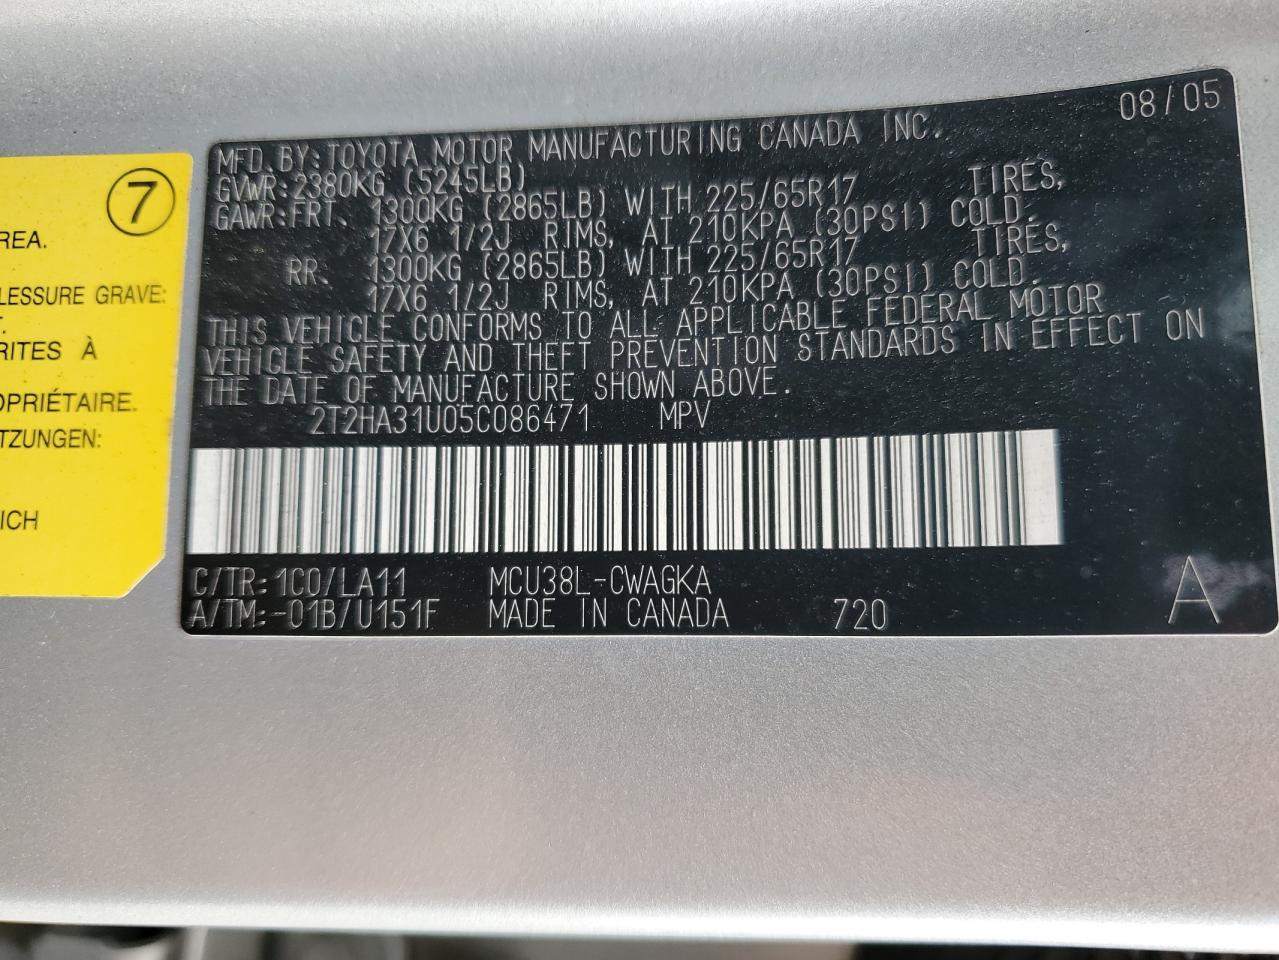 7
REA.
LESSURE GRAVE:
T.
RITES À
OPRIÉTAIRE.
TZUNGEN:
ICH
08/05
MFD. BY: TOYOTA MOTOR MANUFACTURING CANADA INC.
GVWR: 2380KG (5245LB)
GAWR: FRT. 1300KG (2865LB) WITH 225/65R17 TIRES,
17X6 1/2J RIMS, AT 210KPA (30PSI) COLD.
RR. 1300KG (2865LB) WITH 225/65R17 TIRES,
17X6 1/2J RIMS, AT 210KPA (30PSI) COLD.
THIS VEHICLE CONFORMS TO ALL APPLICABLE FEDERAL MOTOR
VEHICLE SAFETY AND THEFT PREVENTION STANDARDS IN EFFECT ON
THE DATE OF MANUFACTURE SHOWN ABOVE.
2T2HA31U05C086471 MPV
C/TR: 1C0/LA11 MCU38L-CWAGKA
A/TM: -01B/U151F MADE IN CANADA 720 A